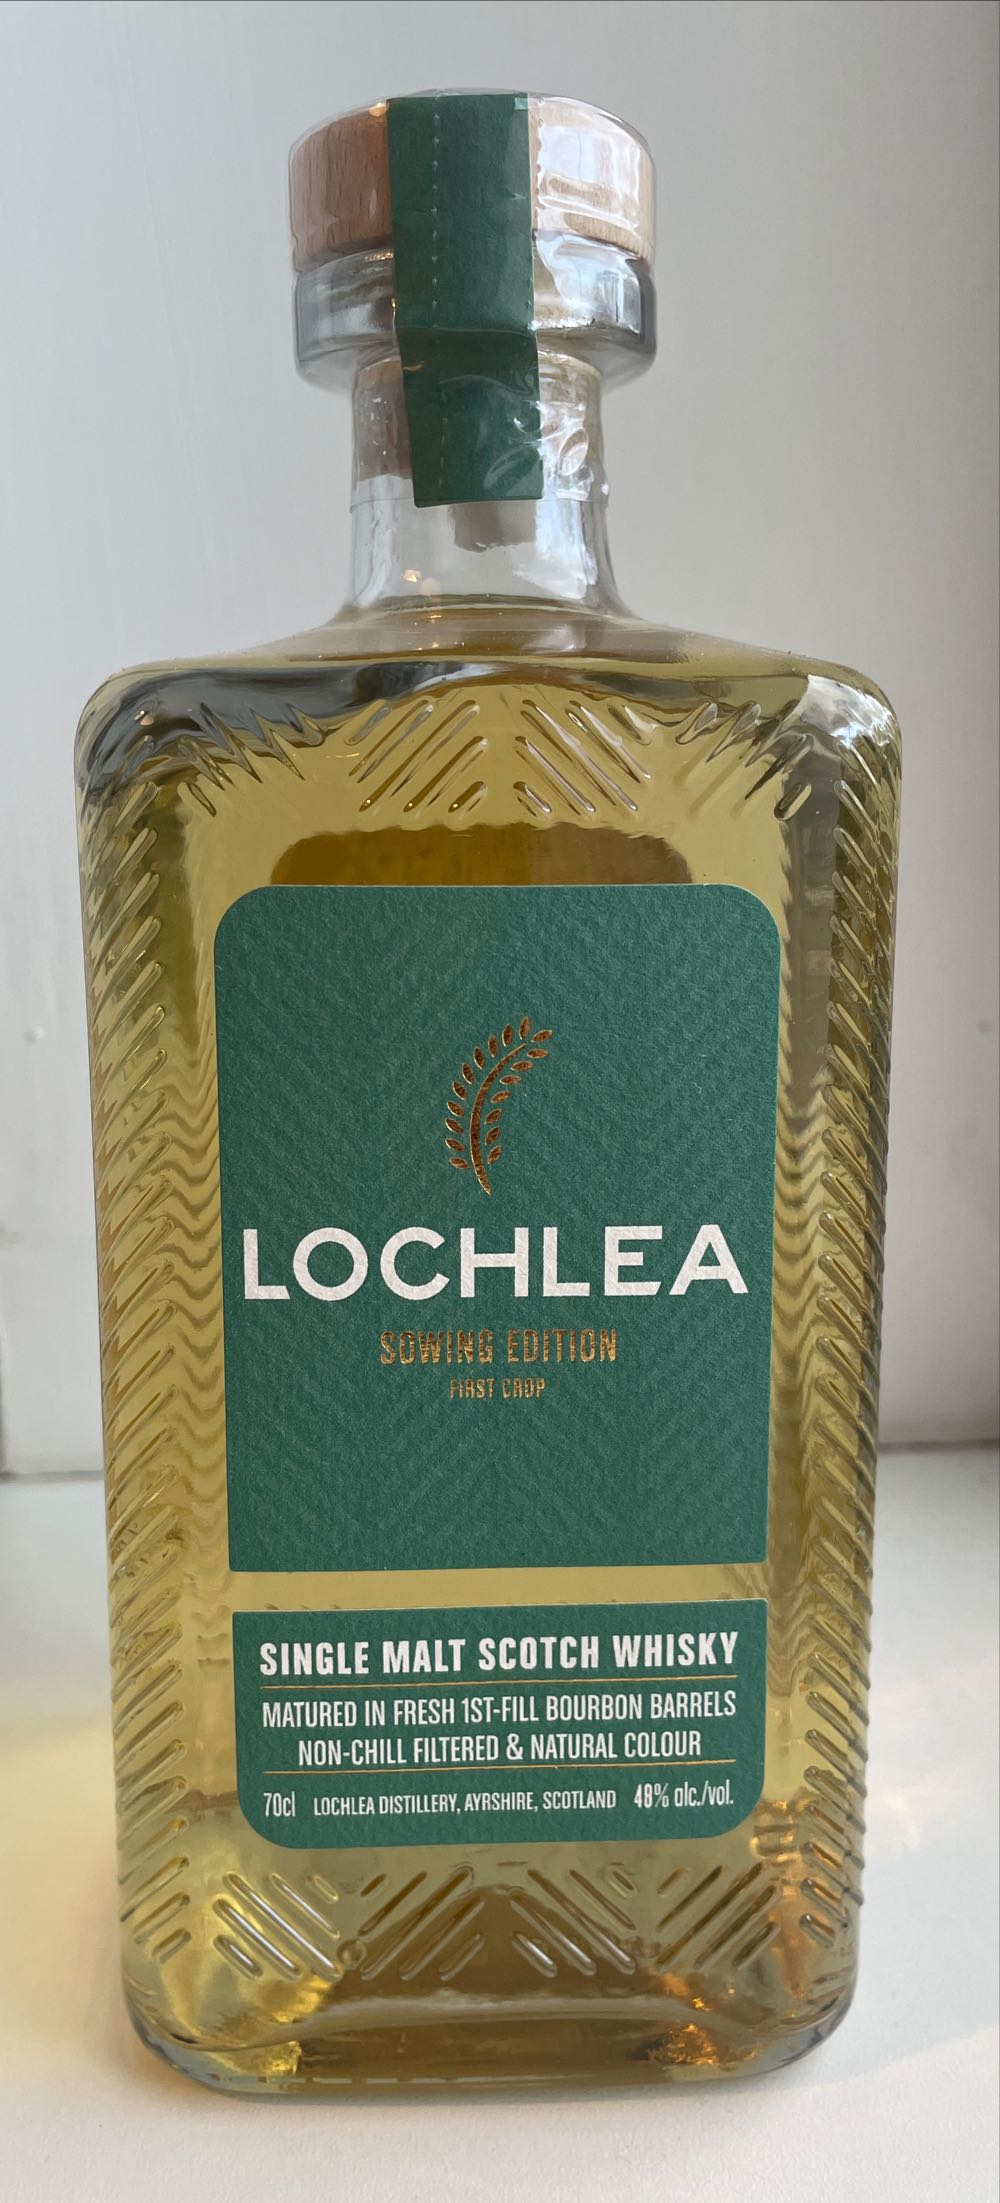 LOCHLEA
SOWING EDITION
FIRST CROP
SINGLE MALT SCOTCH WHISKY
MATURED IN FRESH 1ST-FILL BOURBON BARRELS
NON-CHILL FILTERED & NATURAL COLOUR
70cl LOCHLEA DISTILLERY, AYRSHIRE, SCOTLAND 48% alc./vol.